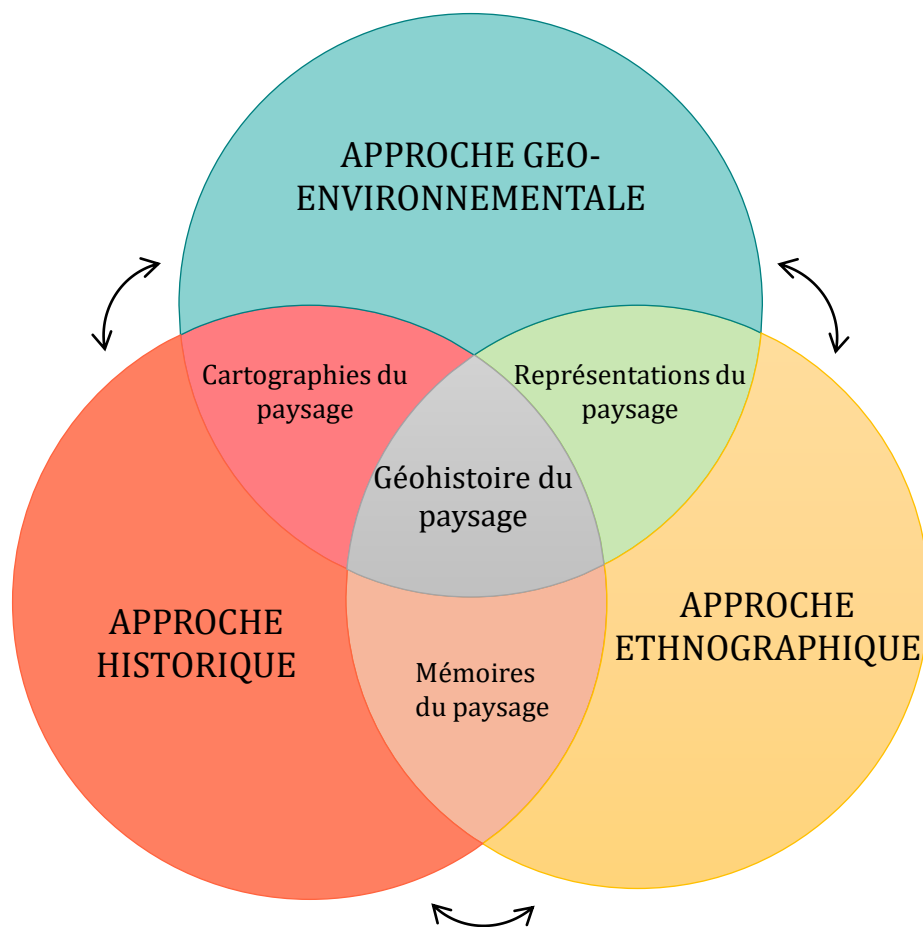 APPROCHE GEO-
ENVIRONNEMENTALE
Cartographies du
paysage
Représentations du
paysage
Géohistoire du
paysage
APPROCHE
HISTORIQUE
APPROCHE
ETHNOGRAPHIQUE
Mémoires
du paysage